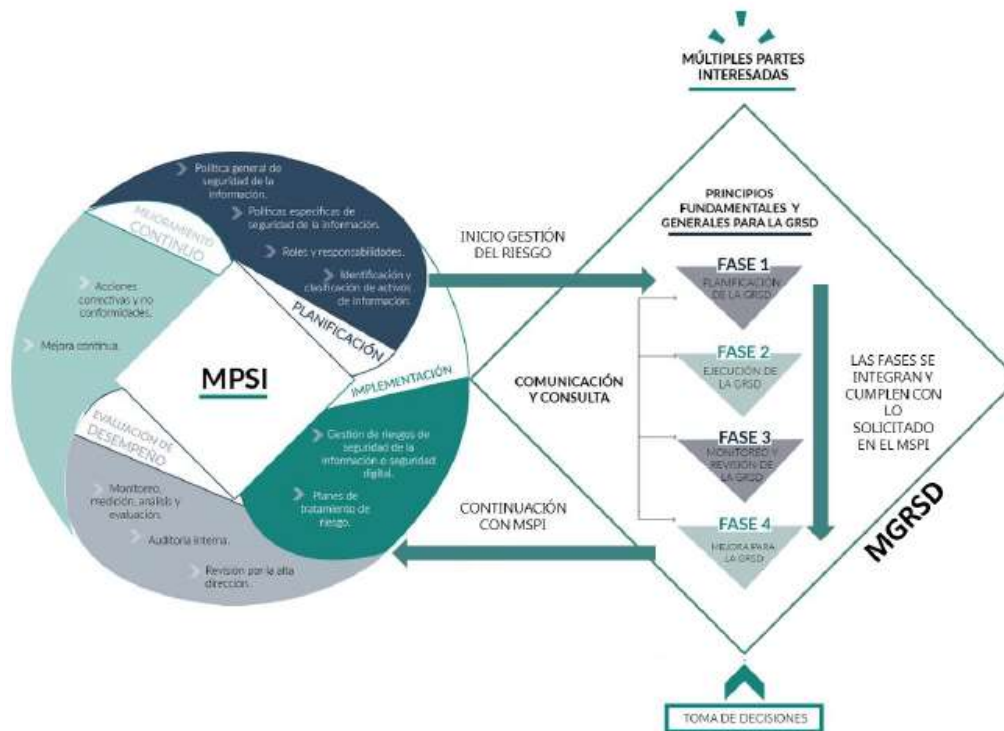 MÚLTIPLES PARTES
INTERESADAS
Política general de
seguridad de la
información.
Políticas específicas de
seguridad de la información.
Roles y responsabilidades.
Identificación y
clasificación de activos
de información.
PLANIFICACIÓN
MEJORAMIENTO
CONTINUO
Acciones
correctivas y no
conformidades.
Mejora continua.
MPSI
IMPLEMENTACIÓN
Gestión de riesgos de
seguridad de la
información o seguridad
digital.
Planes de
tratamiento de
riesgo.
EVALUACIÓN DE
DESEMPEÑO
Monitoreo,
medición, análisis y
evaluación.
Auditoría interna.
Revisión por la alta
dirección.
INICIO GESTIÓN
DEL RIESGO
COMUNICACIÓN
Y CONSULTA
CONTINUACIÓN
CON MSPI
PRINCIPIOS
FUNDAMENTALES Y
GENERALES PARA LA GRSD
FASE 1
PLANIFICACIÓN
DE LA GRSD
FASE 2
EJECUCIÓN DE
LA GRSD
FASE 3
MONITOREO Y
REVISIÓN DE
LA GRSD
FASE 4
MEJORA PARA
LA GRSD
LAS FASES SE
INTEGRAN Y
CUMPLEN CON
LO
SOLICITADO
EN EL MSPI
MGRSD
TOMA DE DECISIONES